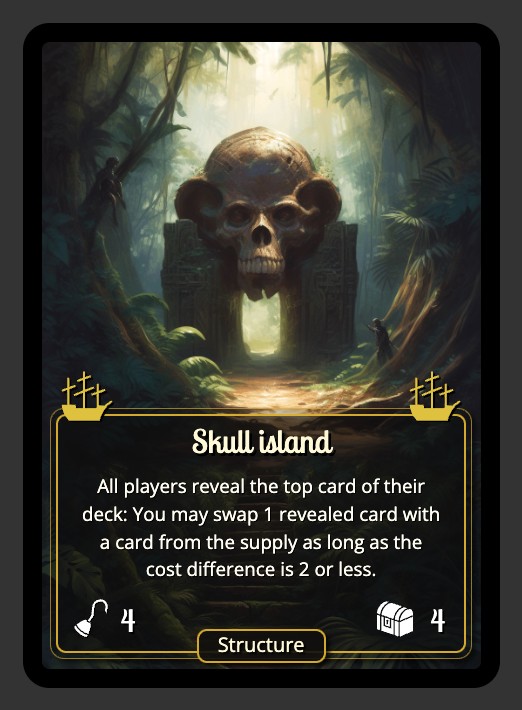 Skull island
All players reveal the top card of their
deck: You may swap 1 revealed card with
a card from the supply as long as the
cost difference is 2 or less.
4 4
Structure